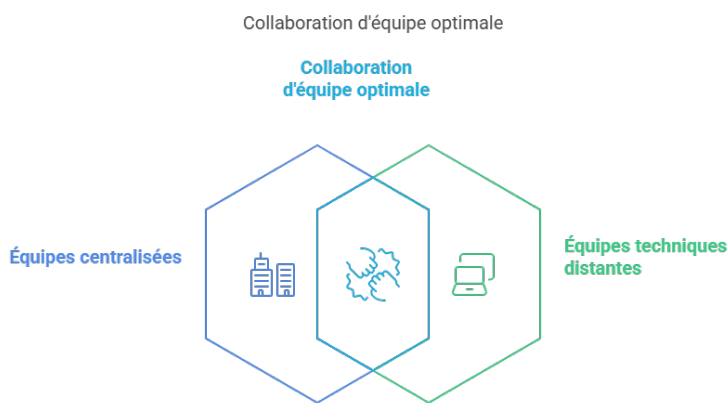 Collaboration d'équipe optimale
Collaboration
d'équipe optimale
Équipes centralisées
Équipes techniques
distantes